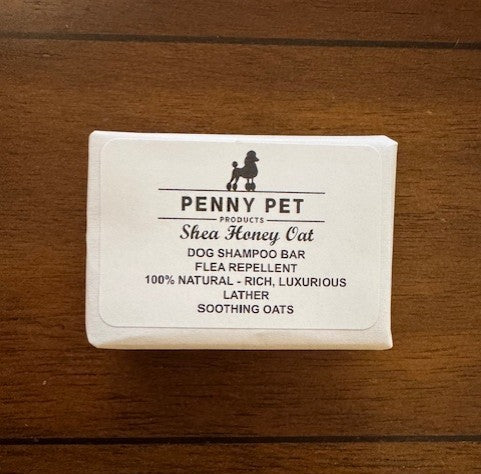 PENNY PET
PRODUCTS
Shea Honey Oat
DOG SHAMPOO BAR
FLEA REPELLENT
100% NATURAL - RICH, LUXURIOUS
LATHER
SOOTHING OATS